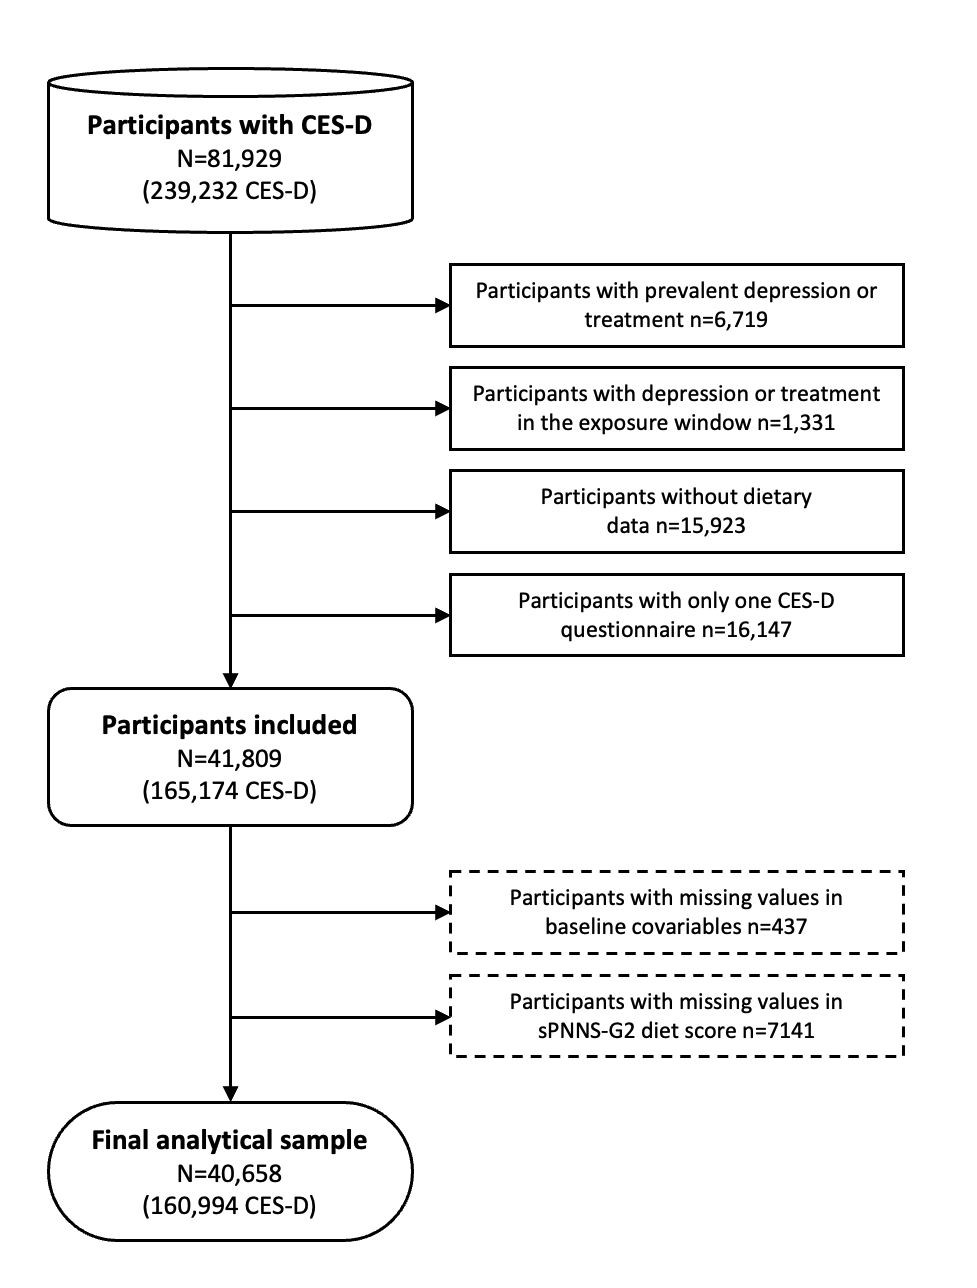 Participants with CES-D
N=81,929
(239,232 CES-D)
Participants with prevalent depression or
treatment n=6,719
Participants with depression or treatment
in the exposure window n=1,331
Participants without dietary
data n=15,923
Participants with only one CES-D
questionnaire n=16,147
Participants included
N=41,809
(165,174 CES-D)
Participants with missing values in
baseline covariables n=437
Participants with missing values in
sPNNS-G2 diet score n=7141
Final analytical sample
N=40,658
(160,994 CES-D)